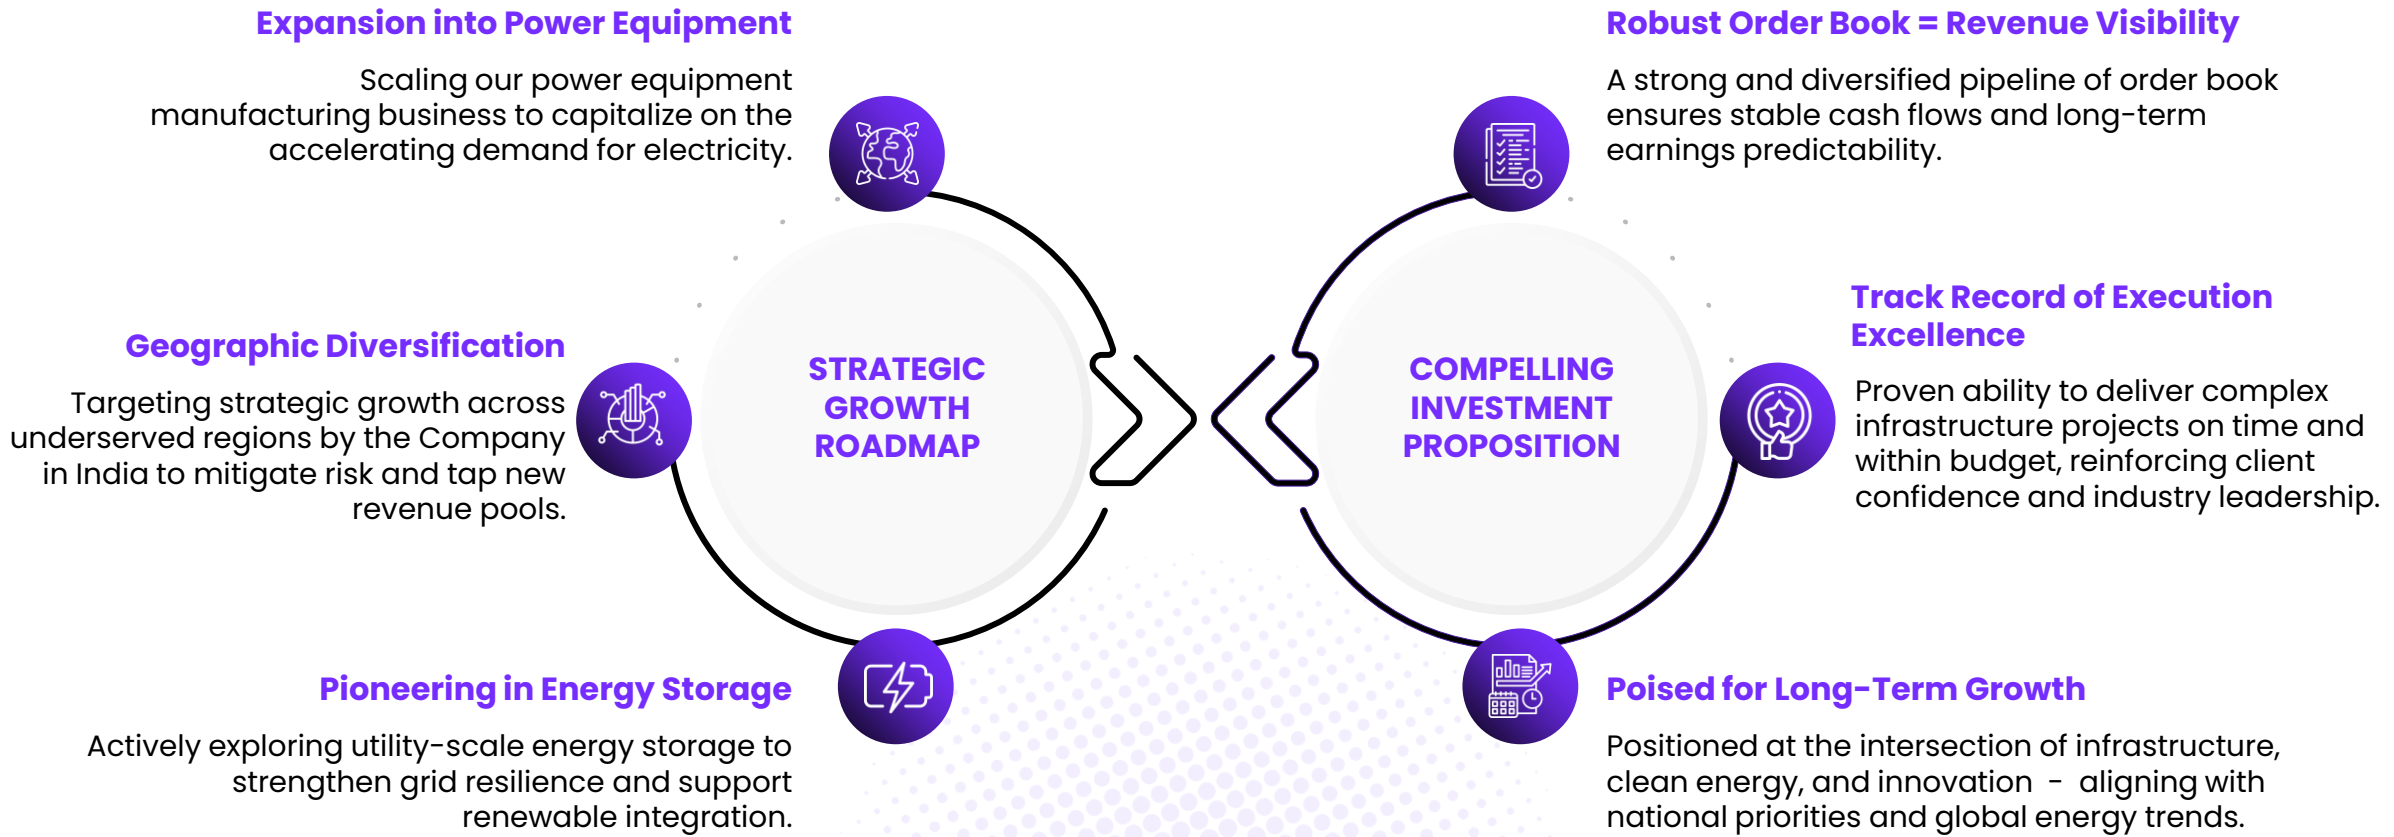 Expansion into Power Equipment
Scaling our power equipment
manufacturing business to capitalize on the
accelerating demand for electricity.
Geographic Diversification
Targeting strategic growth across
underserved regions by the Company
in India to mitigate risk and tap new
revenue pools.
Pioneering in Energy Storage
Actively exploring utility-scale energy storage to
strengthen grid resilience and support
renewable integration.
STRATEGIC
GROWTH
ROADMAP
COMPELLING
INVESTMENT
PROPOSITION
Robust Order Book = Revenue Visibility
A strong and diversified pipeline of order book
ensures stable cash flows and long-term
earnings predictability.
Track Record of Execution
Excellence
Proven ability to deliver complex
infrastructure projects on time and
within budget, reinforcing client
confidence and industry leadership.
Poised for Long-Term Growth
Positioned at the intersection of infrastructure,
clean energy, and innovation - aligning with
national priorities and global energy trends.